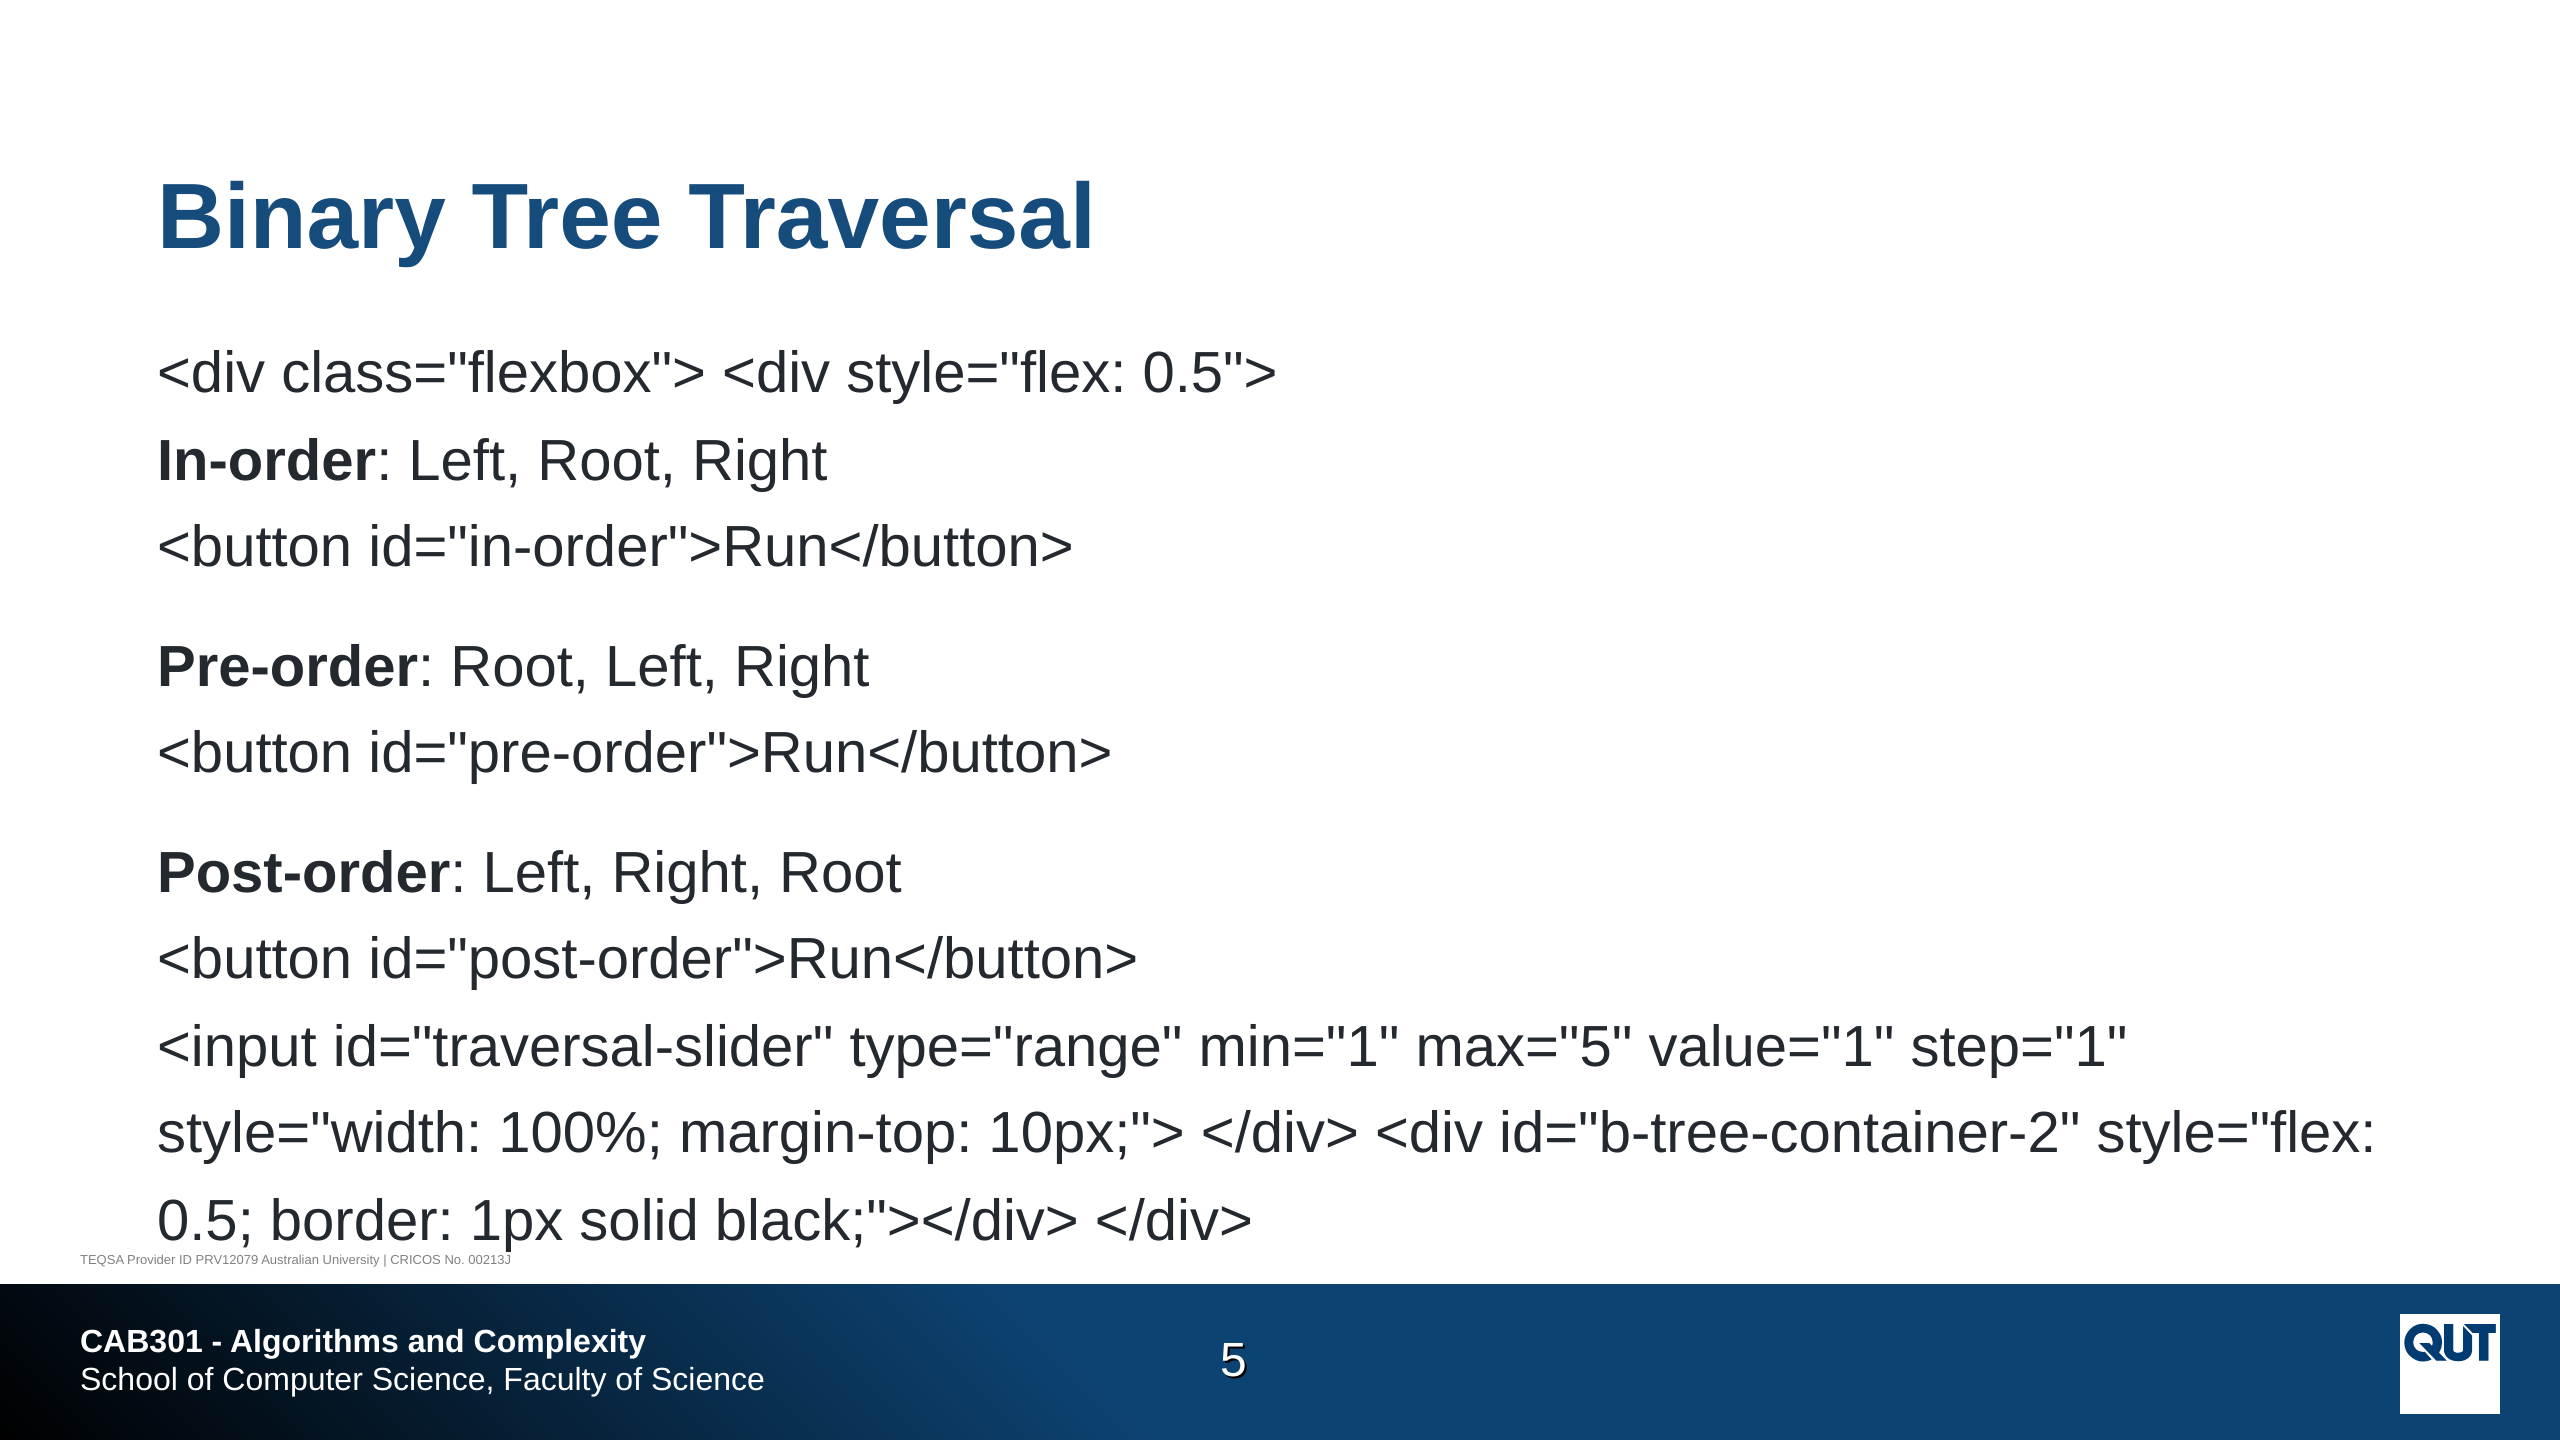 Binary Tree Traversal
<div class="flexbox"> <div style="flex: 0.5">
In-order: Left, Root, Right
<button id="in-order">Run</button>
Pre-order: Root, Left, Right
<button id="pre-order">Run</button>
Post-order: Left, Right, Root
<button id="post-order">Run</button>
<input id="traversal-slider" type="range" min="1" max="5" value="1" step="1"
style="width: 100%; margin-top: 10px;"> </div> <div id="b-tree-container-2" style="flex:
0.5; border: 1px solid black;"></div> </div>
TEQSA Provider ID PRV12079 Australian University | CRICOS No. 00213J
CAB301 - Algorithms and Complexity
School of Computer Science, Faculty of Science
5
QUT